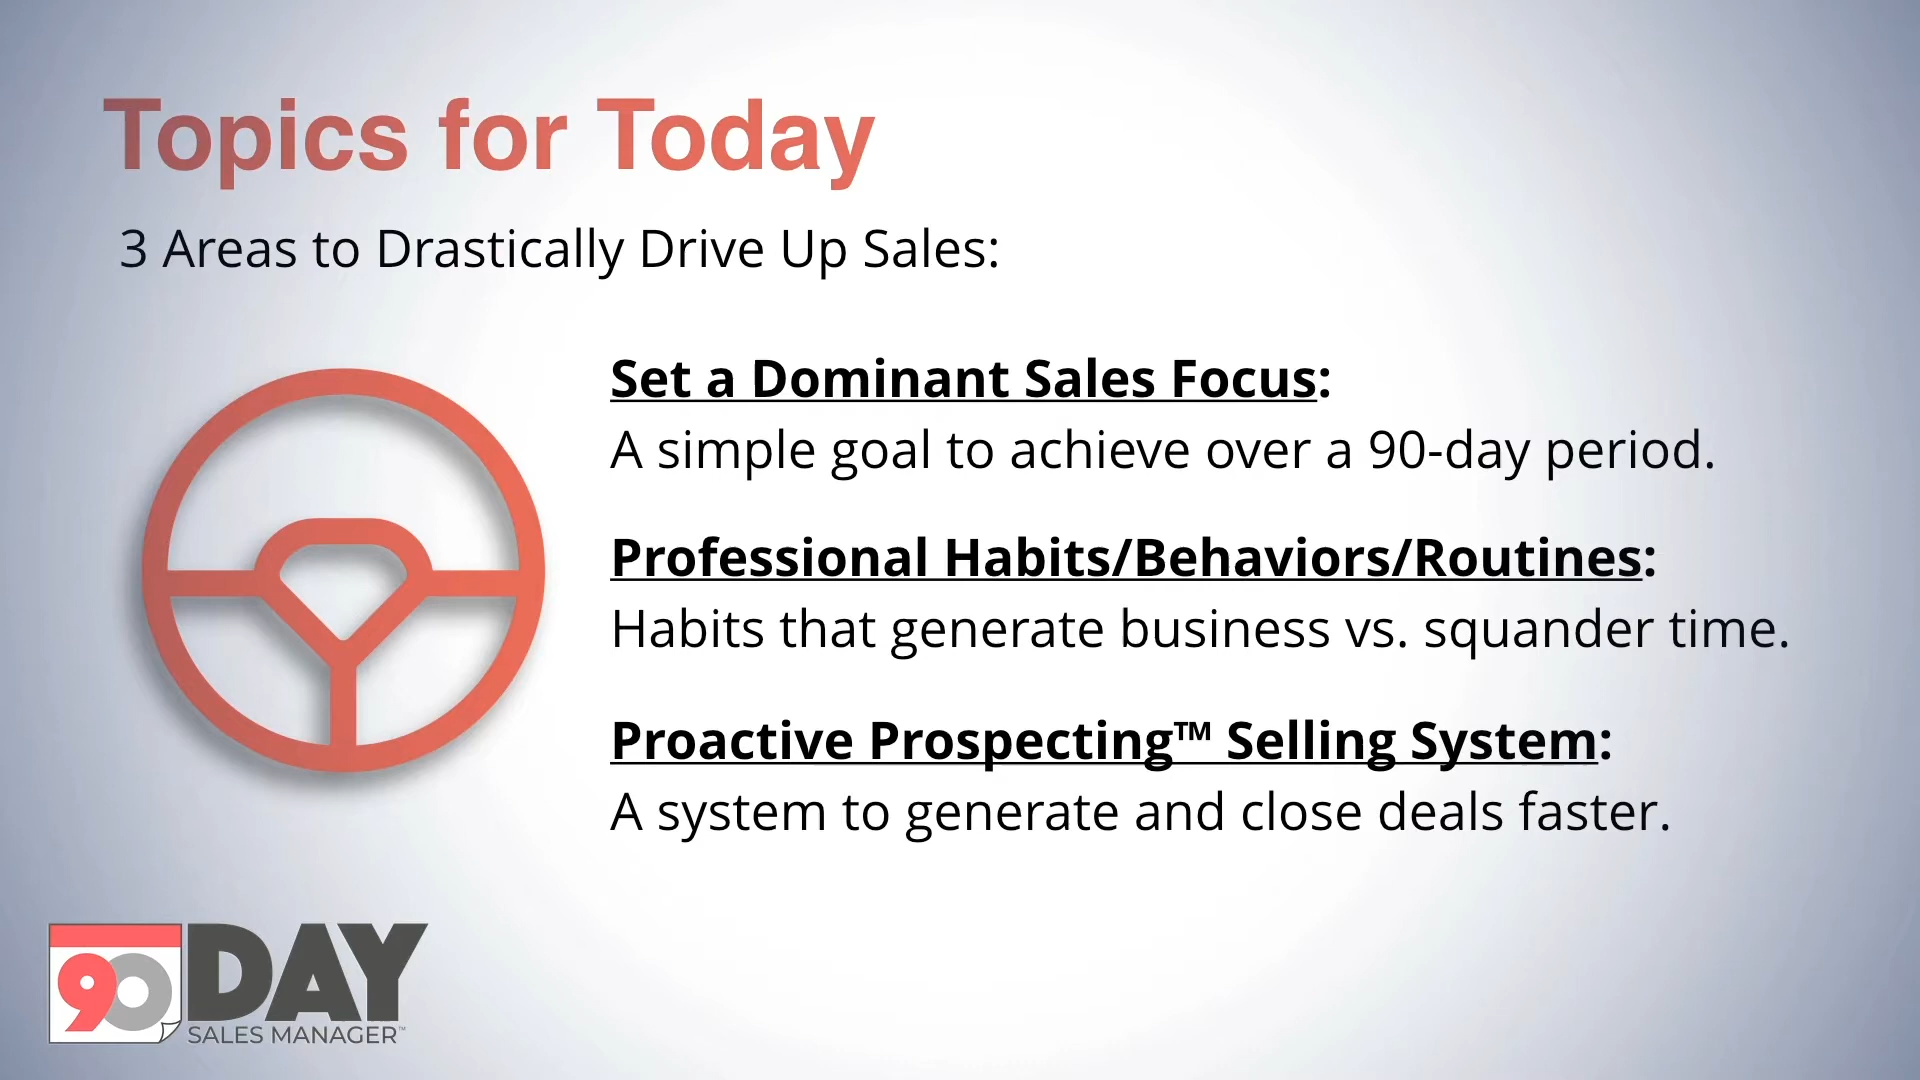 Topics for Today
3 Areas to Drastically Drive Up Sales:
Set a Dominant Sales Focus:
A simple goal to achieve over a 90-day period.
Professional Habits/Behaviors/Routines:
Habits that generate business vs. squander time.
Proactive Prospecting™ Selling System:
A system to generate and close deals faster.
90 DAY
SALES MANAGER™